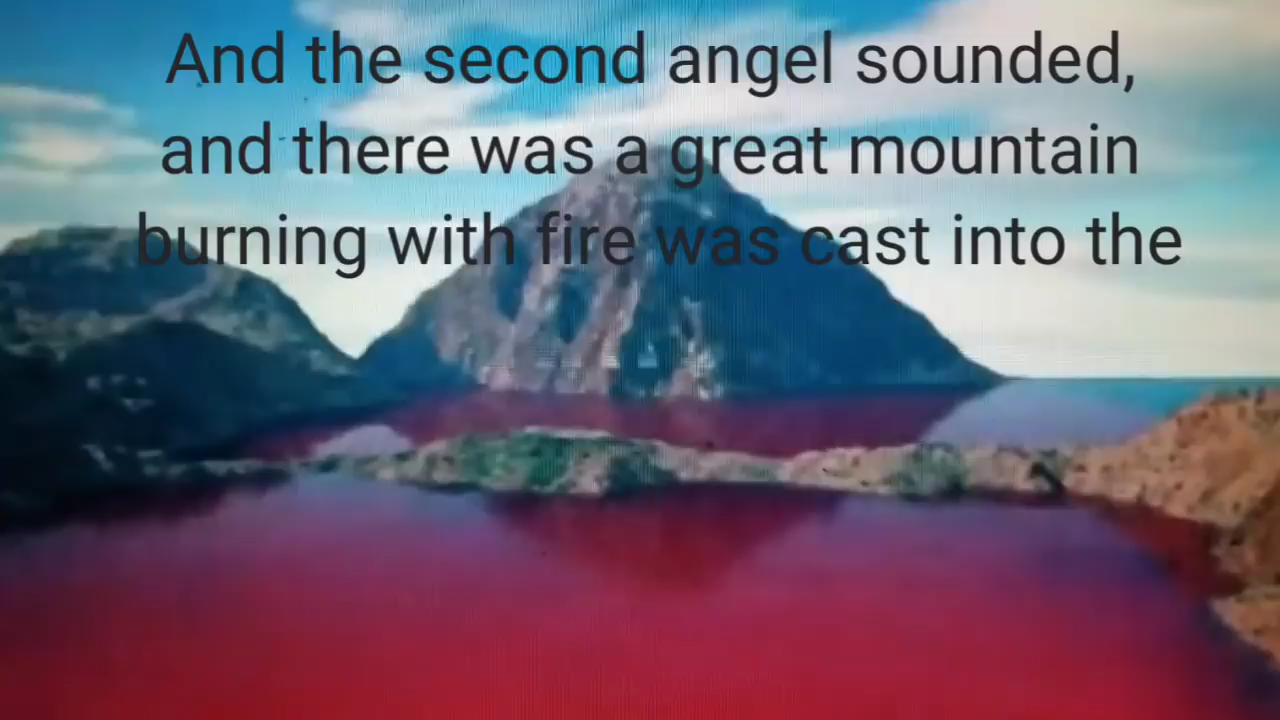 And the second angel sounded,
and there was a great mountain
burning with fire was cast into the